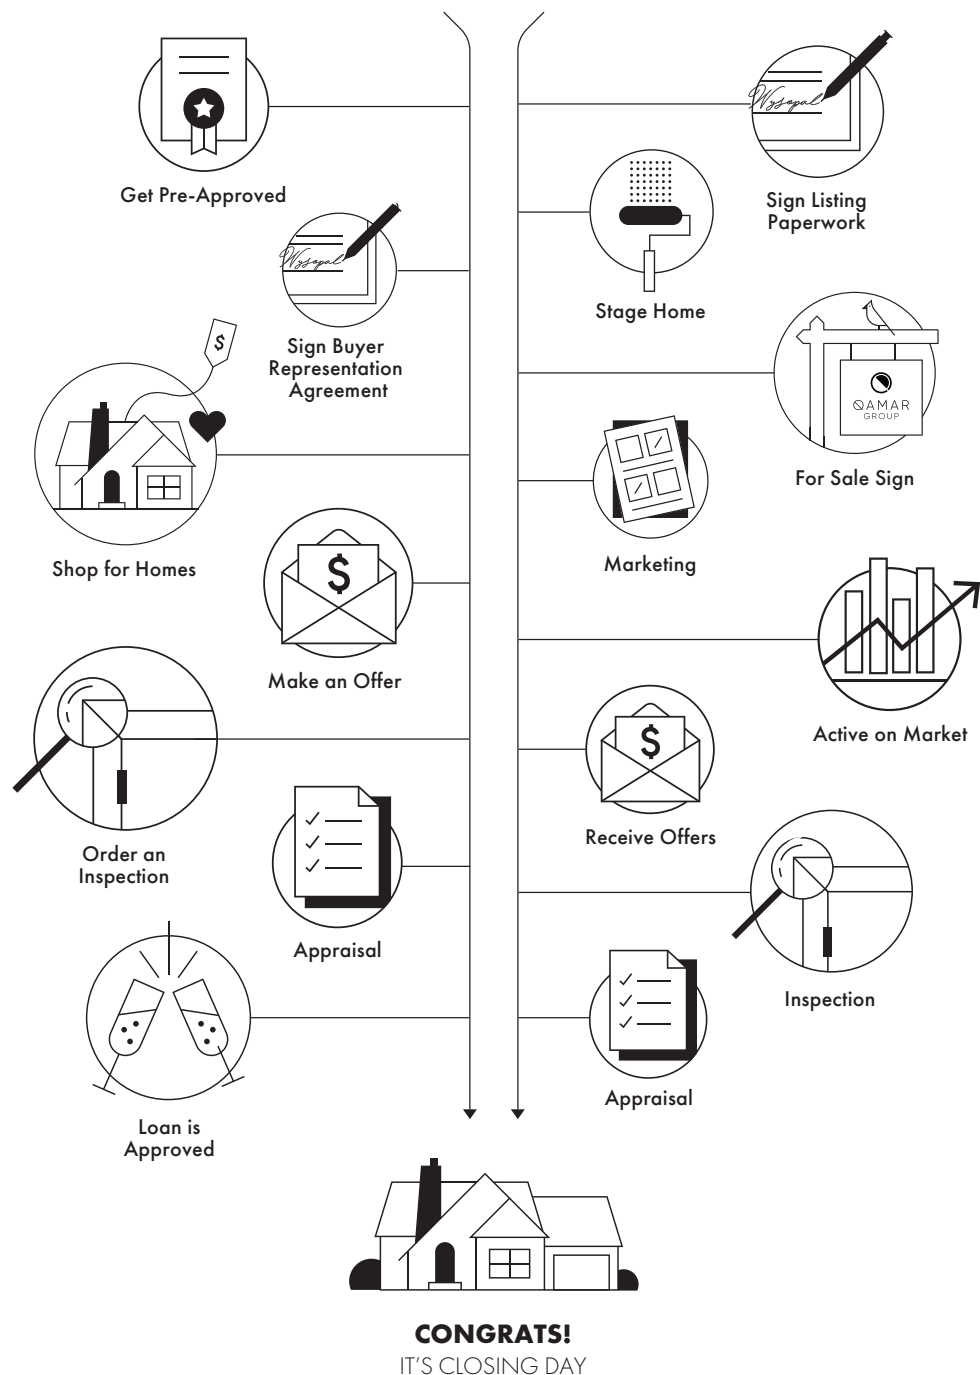 Get Pre-Approved
Wysopal
Sign Buyer
Representation
Agreement
$
Shop for Homes
$
Make an Offer
Order an
Inspection
Appraisal
Loan is
Approved
Wysopal
Sign Listing
Paperwork
Stage Home
QAMAR
GROUP
For Sale Sign
Marketing
Active on Market
$
Receive Offers
Inspection
Appraisal
CONGRATS!
IT'S CLOSING DAY